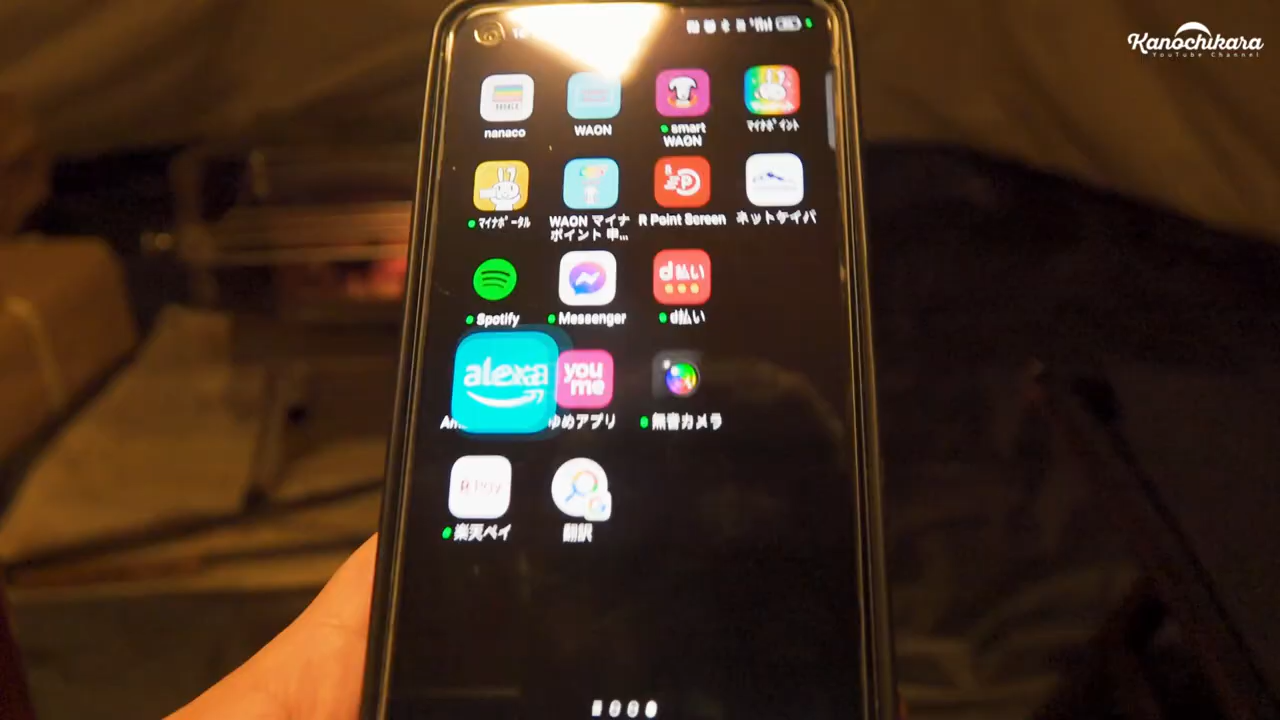 Kanochikara
YouTube Channel
nanaco
WAON
smart
WAON
マイナポイント
マイナポータル
WAON マイナ
ポイント 申...
R Point Screen
ネットケイバ
Spotify
Messenger
d払い
d払い
alexa
you
me
ゆめアプリ
無音カメラ
R Pay
楽天ペイ
翻訳